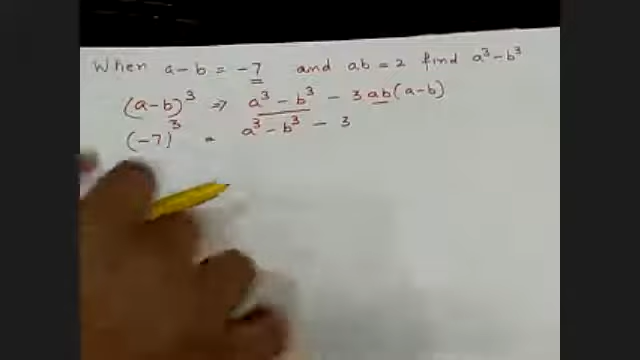 When a-b = -7 and ab = 2 find a³-b³
(a-b)³ ⇒ a³ - b³ - 3ab(a-b)
(-7)³ = a³ - b³ - 3